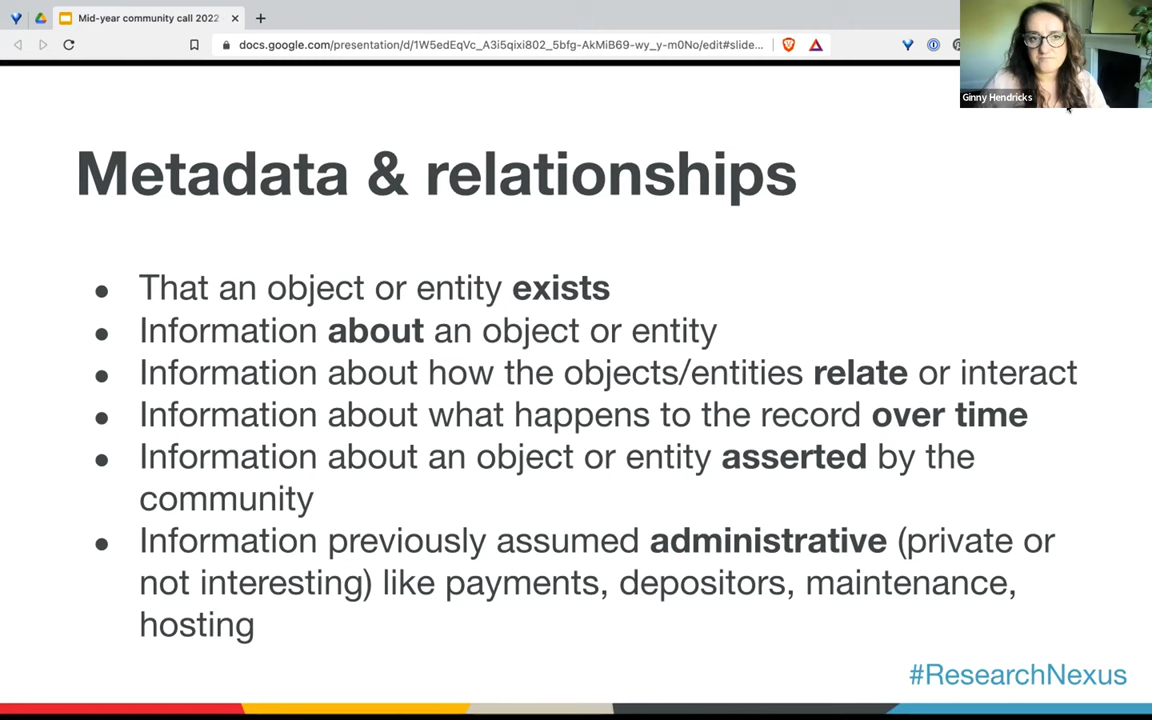 Mid-year community call 2022
docs.google.com/presentation/d/1W5edEqVc_A3i5qixi802_5bfg-AkMiB69-wy_y-m0No/edit#slide...
Ginny Hendricks
Metadata & relationships
● That an object or entity exists
● Information about an object or entity
● Information about how the objects/entities relate or interact
● Information about what happens to the record over time
● Information about an object or entity asserted by the
community
● Information previously assumed administrative (private or
not interesting) like payments, depositors, maintenance,
hosting
#ResearchNexus